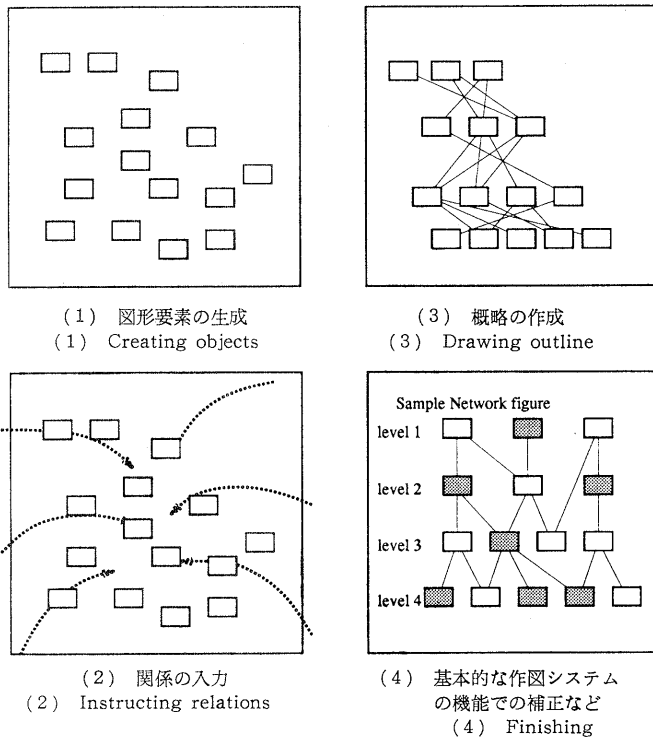 (1) 図形要素の生成
(1) Creating objects
(3) 概略の作成
(3) Drawing outline
(2) 関係の入力
(2) Instructing relations
Sample Network figure
level 1
level 2
level 3
level 4
(4) 基本的な作図システム
の機能での補正など
(4) Finishing